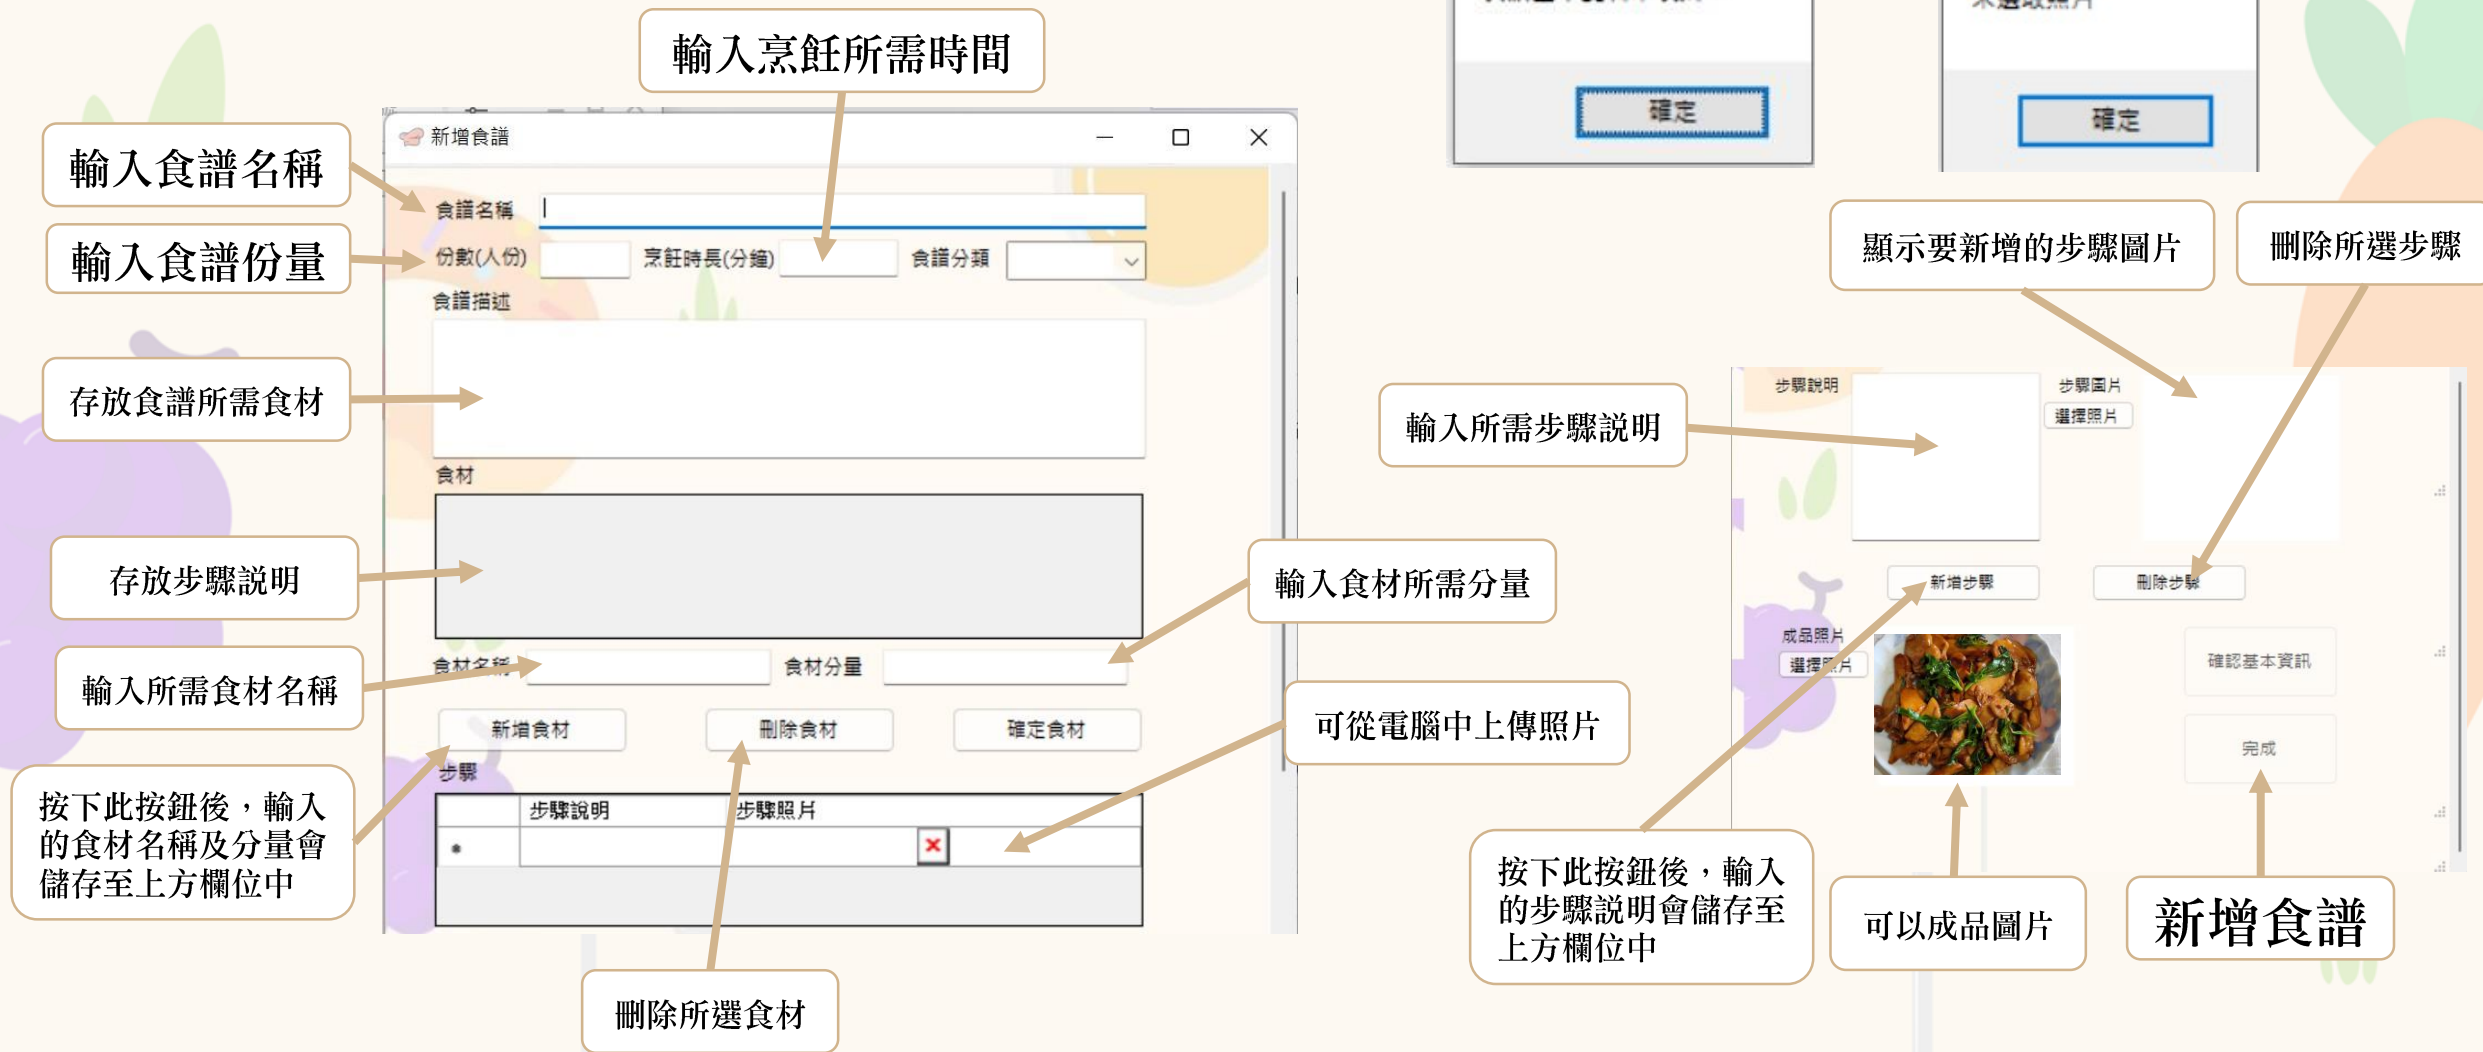 輸入烹飪所需時間
確定
確定
新增食譜
輸入食譜名稱
食譜名稱
輸入食譜份量
份數(人份)
烹飪時長(分鐘)
食譜分類
顯示要新增的步驟圖片
刪除所選步驟
食譜描述
存放食譜所需食材
步驟說明
步驟圖片
選擇照片
輸入所需步驟說明
食材
存放步驟說明
輸入食材所需分量
新增步驟
刪除步驟
食材名稱
食材分量
輸入所需食材名稱
成品照片
選擇照片
確認基本資訊
新增食材
刪除食材
確定食材
可從電腦中上傳照片
完成
步驟
按下此按鈕後，輸入
的食材名稱及分量會
儲存至上方欄位中
步驟說明
步驟照片
按下此按鈕後，輸入
的步驟說明會儲存至
上方欄位中
可以成品圖片
新增食譜
刪除所選食材